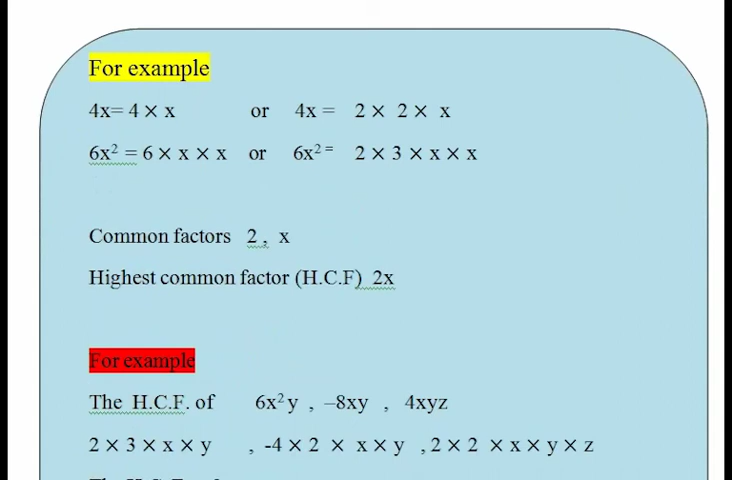 For example
4x= 4 × x or 4x = 2 × 2 × x
6x² = 6 × x × x or 6x² = 2 × 3 × x × x
Common factors 2 , x
Highest common factor (H.C.F) 2x
For example
The H.C.F. of 6x²y , –8xy , 4xyz
2 × 3 × x × y , -4 × 2 × x × y , 2 × 2 × x × y × z